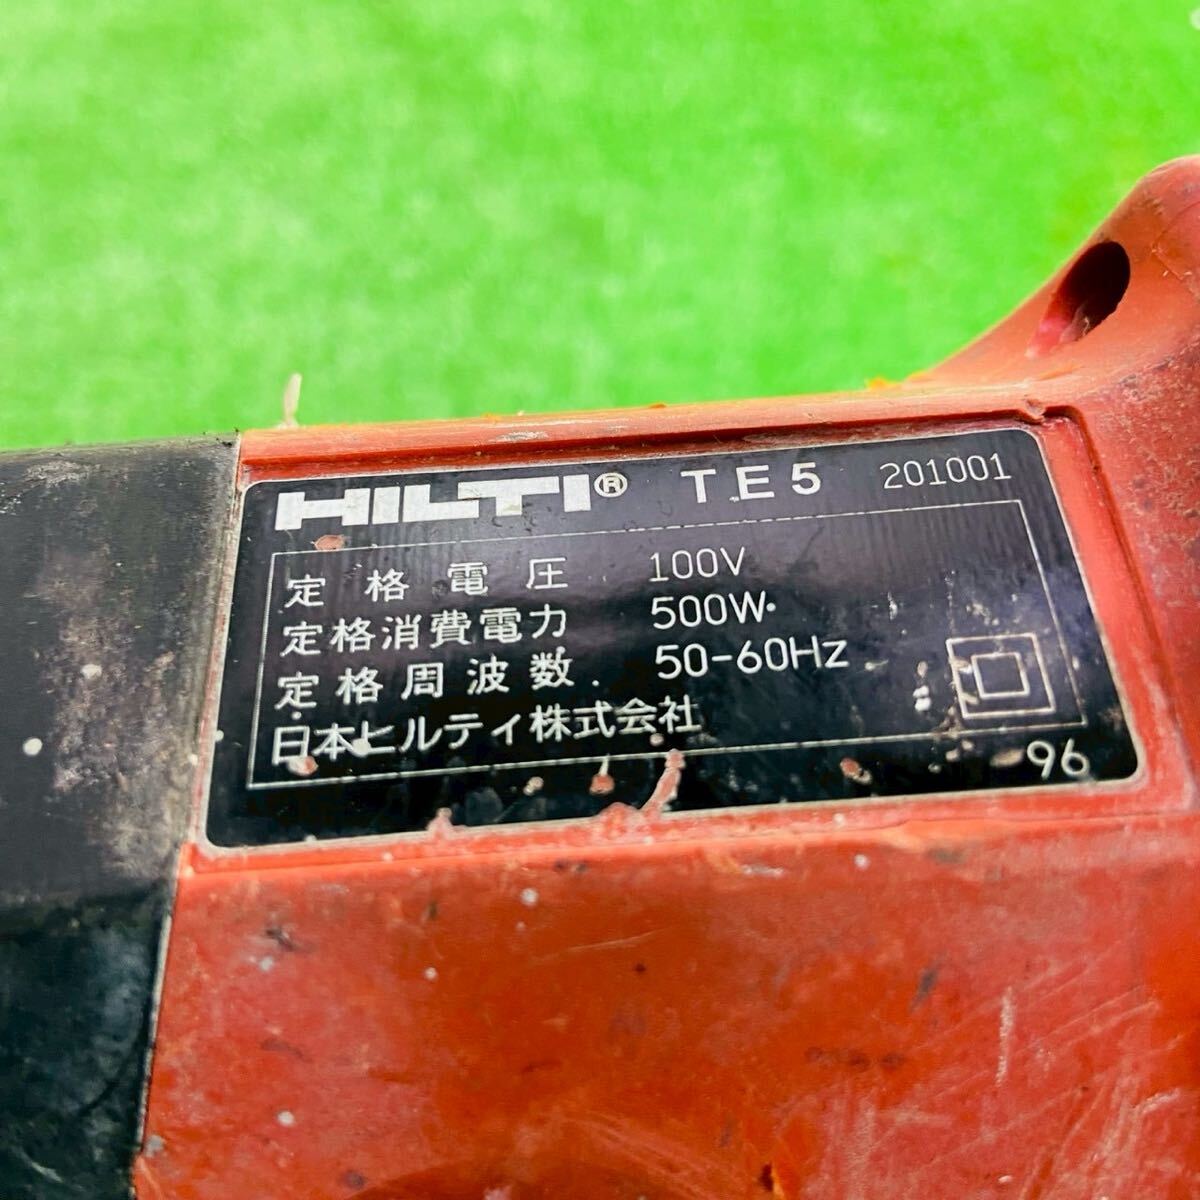 HILTI® TE5 201001
定格電圧 100V
定格消費電力 500W
定格周波数 50-60Hz
日本ヒルティ株式会社
96